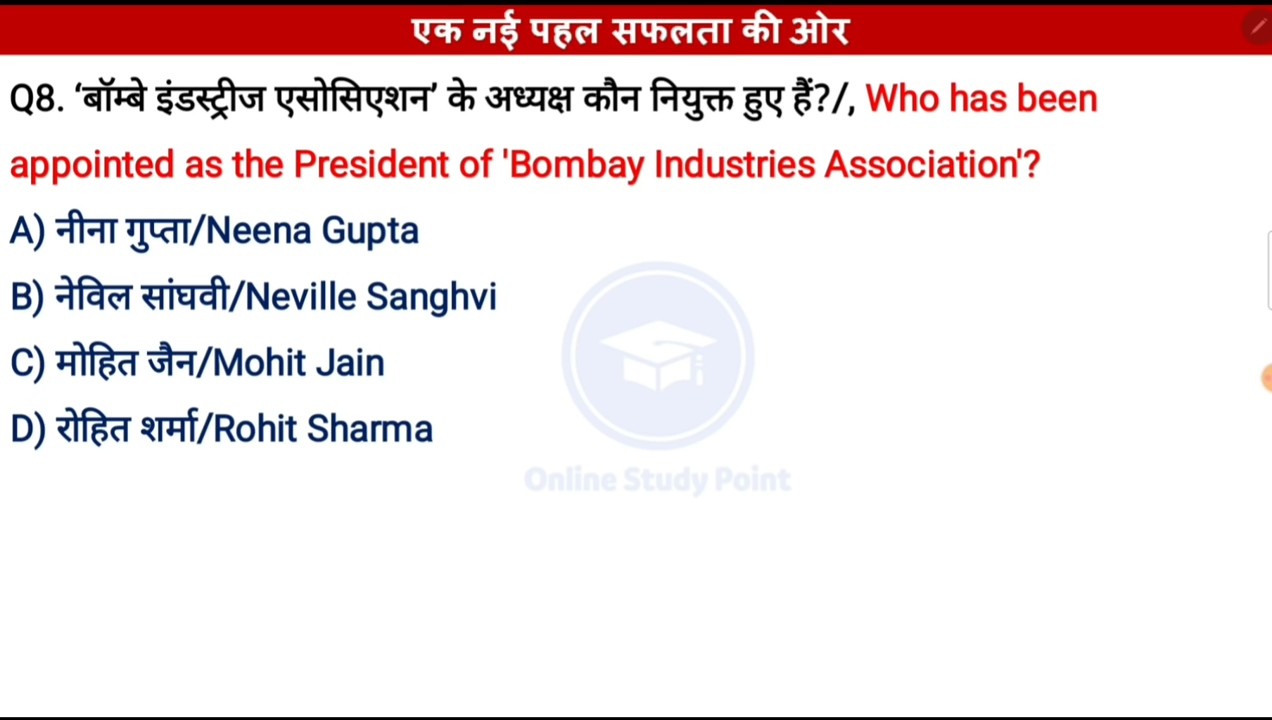 एक नई पहल सफलता की ओर
Q8. ‘बॉम्बे इंडस्ट्रीज एसोसिएशन’ के अध्यक्ष कौन नियुक्त हुए हैं?/, Who has been
appointed as the President of 'Bombay Industries Association'?
A) नीना गुप्ता/Neena Gupta
B) नेविल सांघवी/Neville Sanghvi
C) मोहित जैन/Mohit Jain
D) रोहित शर्मा/Rohit Sharma
Online Study Point